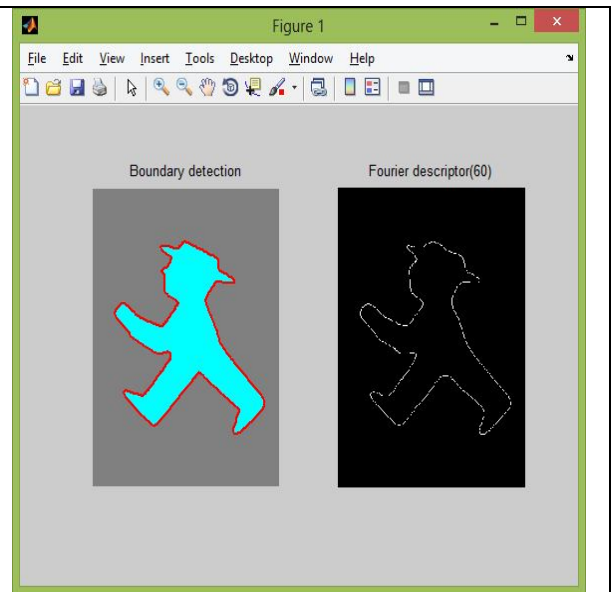 Figure 1
File Edit View Insert Tools Desktop Window Help
Boundary detection
Fourier descriptor(60)